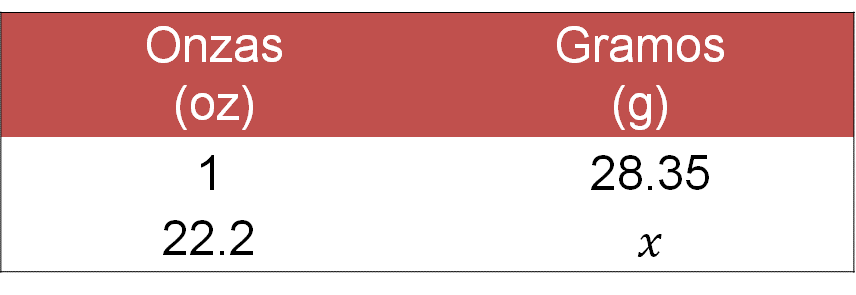 Onzas Gramos
(oz) (g)
1 28.35
22.2 x